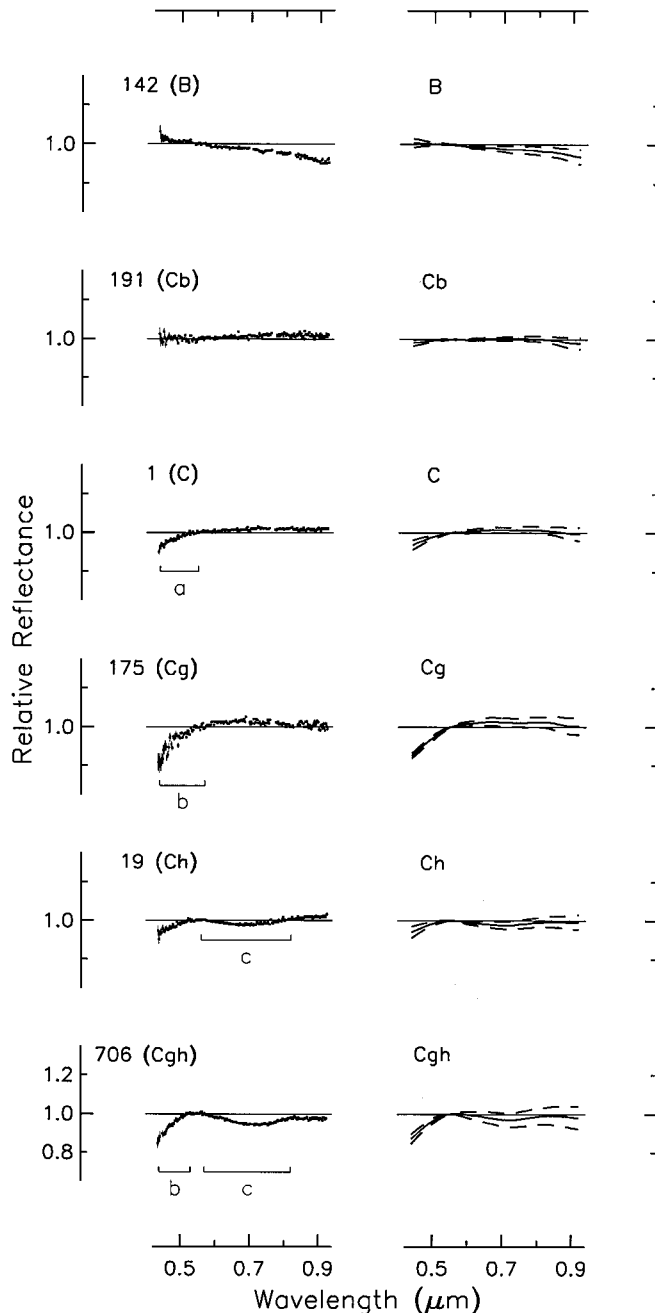 142 (B) B
1.0
191 (Cb) Cb
1.0
1 (C) C
1.0
a
175 (Cg) Cg
1.0
b
19 (Ch) Ch
1.0
c
706 (Cgh) Cgh
1.2
1.0
0.8
b c
0.5 0.7 0.9 0.5 0.7 0.9
Wavelength (μm)
Relative Reflectance